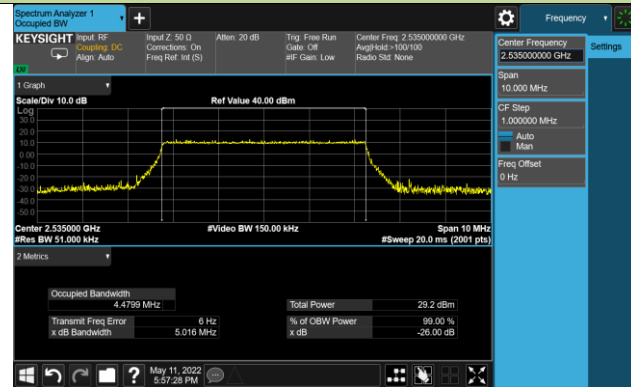 Spectrum Analyzer 1
Occupied BW
Frequency
KEYSIGHT
Input: RF
Coupling: DC
Align: Auto
Input Z: 50 Ω
Corrections: On
Freq Ref: Int (S)
Atten: 20 dB
Trig: Free Run
Gate: Off
#IF Gain: Low
Center Freq: 2.535000000 GHz
Avg|Hold:>100/100
Radio Std: None
LXI
Center Frequency
2.535000000 GHz
Settings
Span
10.000 MHz
CF Step
1.000000 MHz
Auto
Man
Freq Offset
0 Hz
1 Graph
Scale/Div 10.0 dB
Ref Value 40.00 dBm
Log
30.0
20.0
10.0
0.00
-10.0
-20.0
-30.0
-40.0
-50.0
Center 2.535000 GHz
#Video BW 150.00 kHz
Span 10 MHz
#Res BW 51.000 kHz
#Sweep 20.0 ms (2001 pts)
2 Metrics
Occupied Bandwidth
4.4799 MHz
Total Power 29.2 dBm
Transmit Freq Error 6 Hz
% of OBW Power 99.00 %
x dB Bandwidth 5.016 MHz
x dB -26.00 dB
?
May 11, 2022
5:57:28 PM